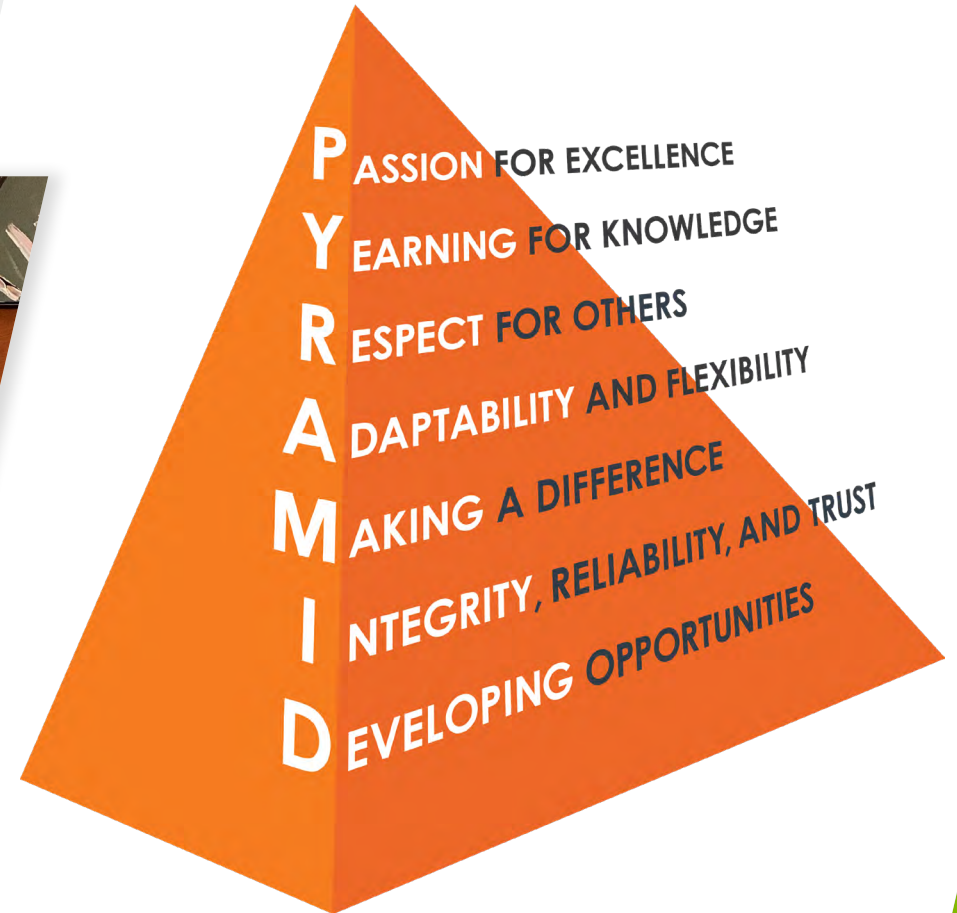 PASSION FOR EXCELLENCE
YEARNING FOR KNOWLEDGE
RESPECT FOR OTHERS
ADAPTABILITY AND FLEXIBILITY
MAKING A DIFFERENCE
INTEGRITY, RELIABILITY, AND TRUST
DEVELOPING OPPORTUNITIES